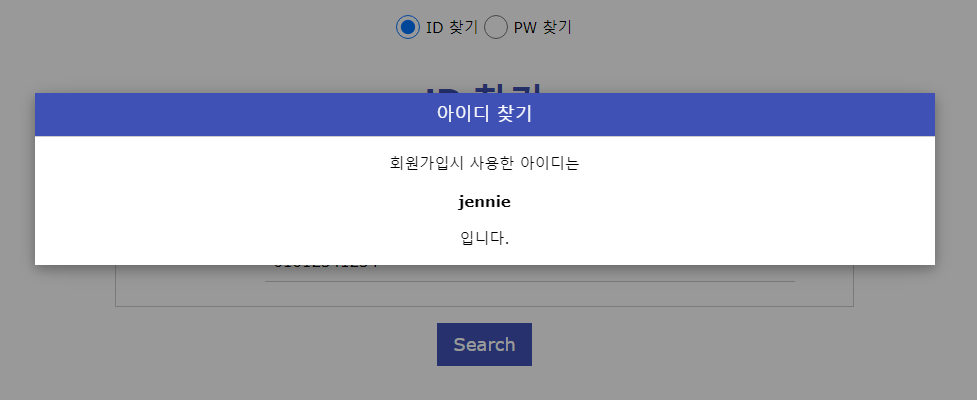 ID 찾기 PW 찾기
아이디 찾기
회원가입시 사용한 아이디는
jennie
입니다.
Search